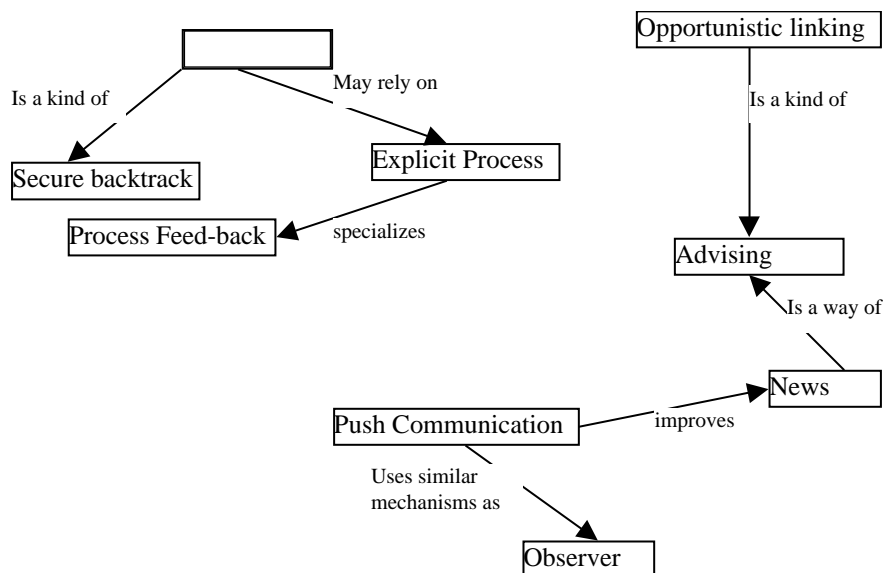 Opportunistic linking
May rely on
Is a kind of
Is a kind of
Explicit Process
Secure backtrack
Process Feed-back
specializes
Advising
Is a way of
News
Push Communication
improves
Uses similar
mechanisms as
Observer